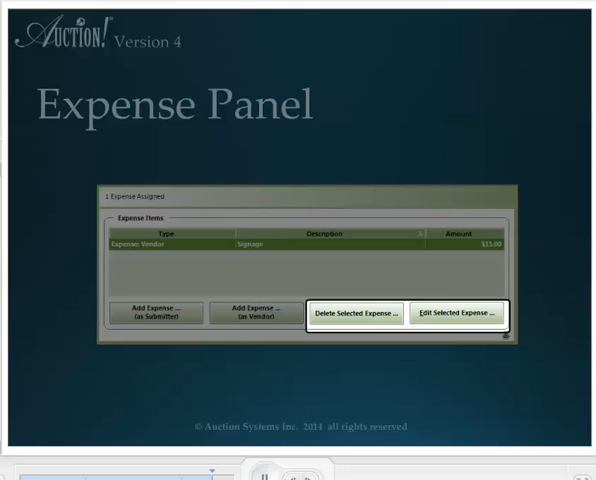 AUCTION! Version 4
Expense Panel
1 Expense Assigned
Expense Items
Type Description Amount
Expense: Vendor Signage $15.00
Add Expense ... (as Submitter)
Add Expense ... (as Vendor)
Delete Selected Expense ...
Edit Selected Expense ...
© Auction Systems Inc. 2014 all rights reserved